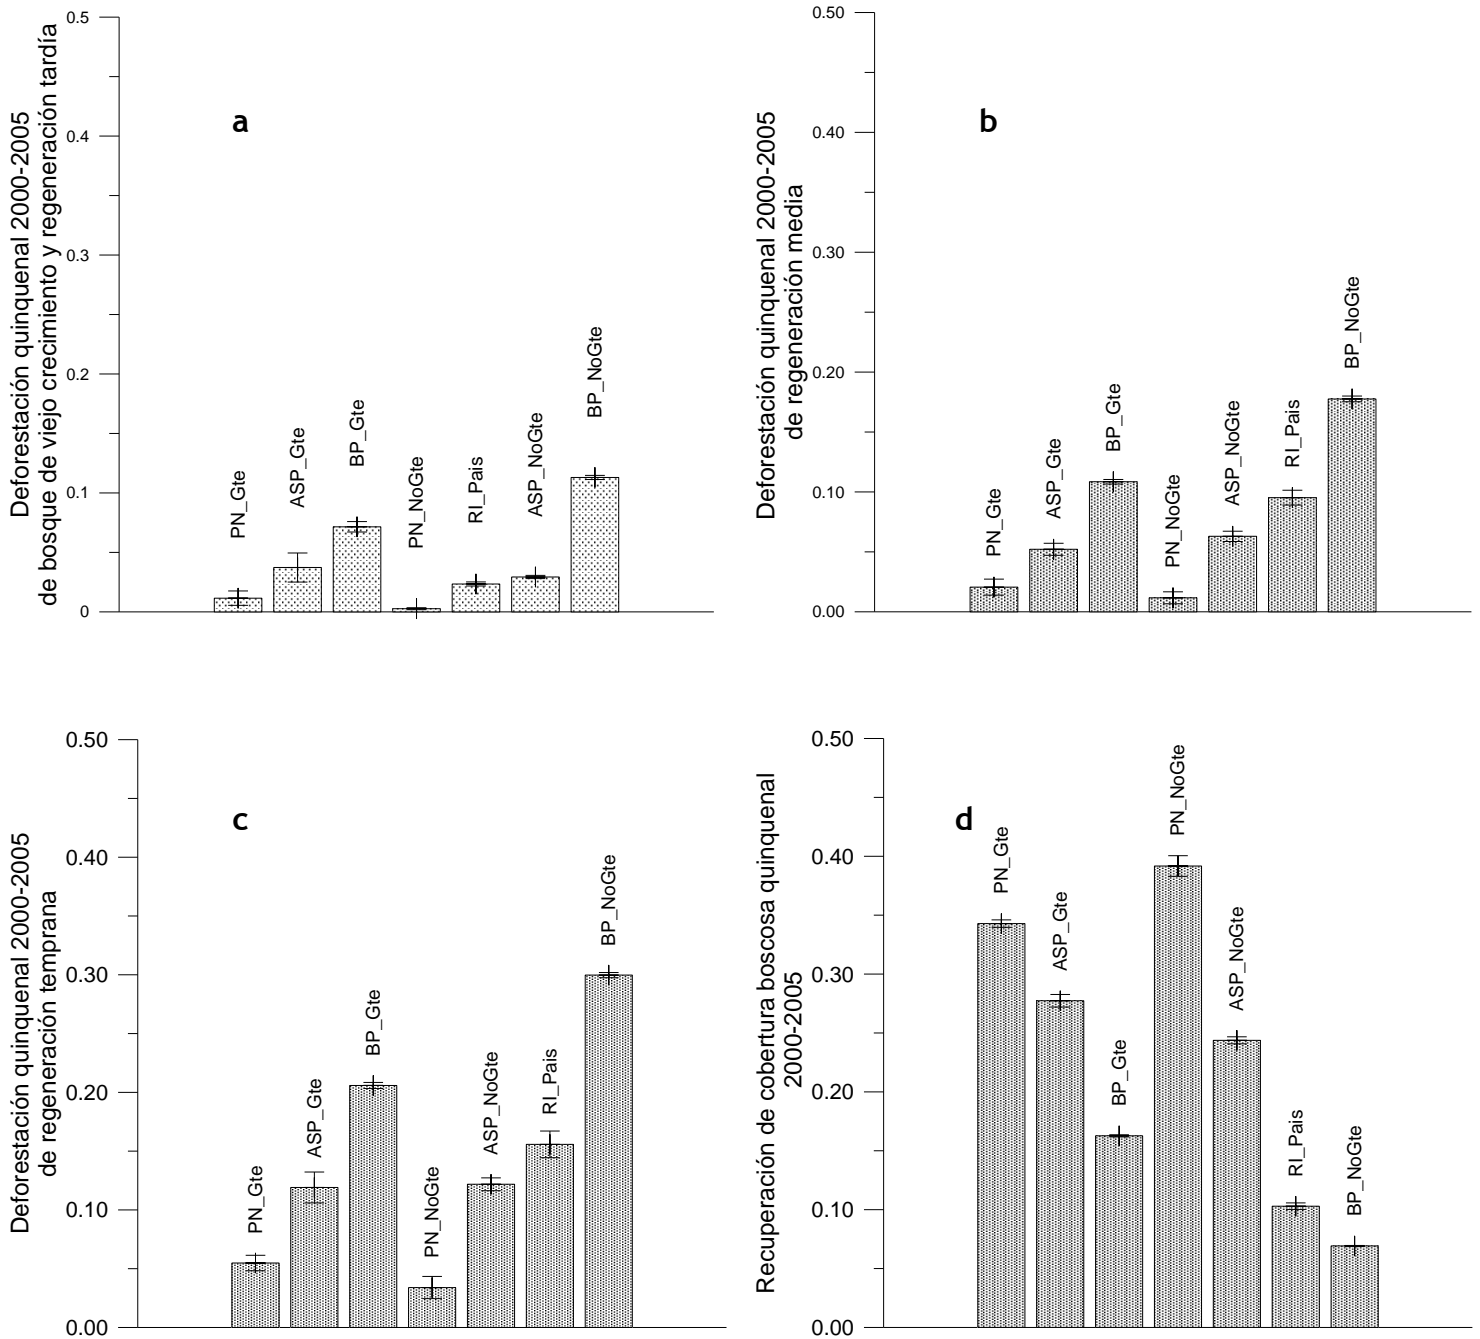 Deforestación quinquenal 2000-2005
de bosque de viejo crecimiento y regeneración tardía
0.5
0.4
0.3
0.2
0.1
0
a
PN_Gte
ASP_Gte
BP_Gte
PN_NoGte
RI_Pais
ASP_NoGte
BP_NoGte
Deforestación quinquenal 2000-2005
de regeneración media
0.50
0.40
0.30
0.20
0.10
0.00
b
PN_Gte
ASP_Gte
BP_Gte
PN_NoGte
ASP_NoGte
RI_Pais
BP_NoGte
Deforestación quinquenal 2000-2005
de regeneración temprana
0.50
0.40
0.30
0.20
0.10
0.00
c
PN_Gte
ASP_Gte
BP_Gte
PN_NoGte
ASP_NoGte
RI_Pais
BP_NoGte
Recuperación de cobertura boscosa quinquenal
2000-2005
0.50
0.40
0.30
0.20
0.10
0.00
d
PN_Gte
ASP_Gte
BP_Gte
PN_NoGte
ASP_NoGte
RI_Pais
BP_NoGte